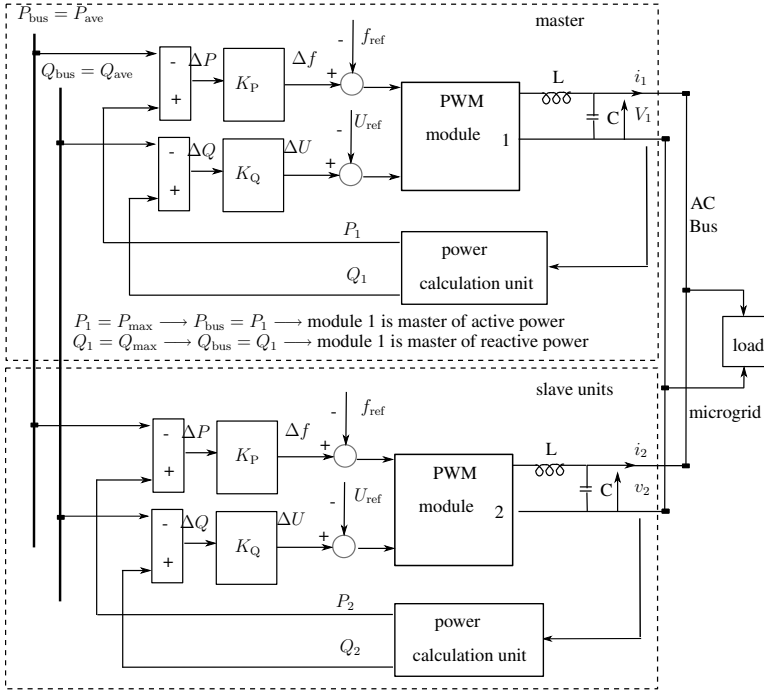 P_bus = P_ave
master
Q_bus = Q_ave
- + ΔP K_P Δf + - f_ref
- + ΔQ K_Q ΔU + - U_ref
PWM module 1
L
i_1
C
V_1
AC Bus
P_1
Q_1
power calculation unit
P_1 = P_max ⟶ P_bus = P_1 ⟶ module 1 is master of active power
Q_1 = Q_max ⟶ Q_bus = Q_1 ⟶ module 1 is master of reactive power
load
slave units
microgrid
- + ΔP K_P Δf + - f_ref
- + ΔQ K_Q ΔU + - U_ref
PWM module 2
L
i_2
C
v_2
P_2
Q_2
power calculation unit